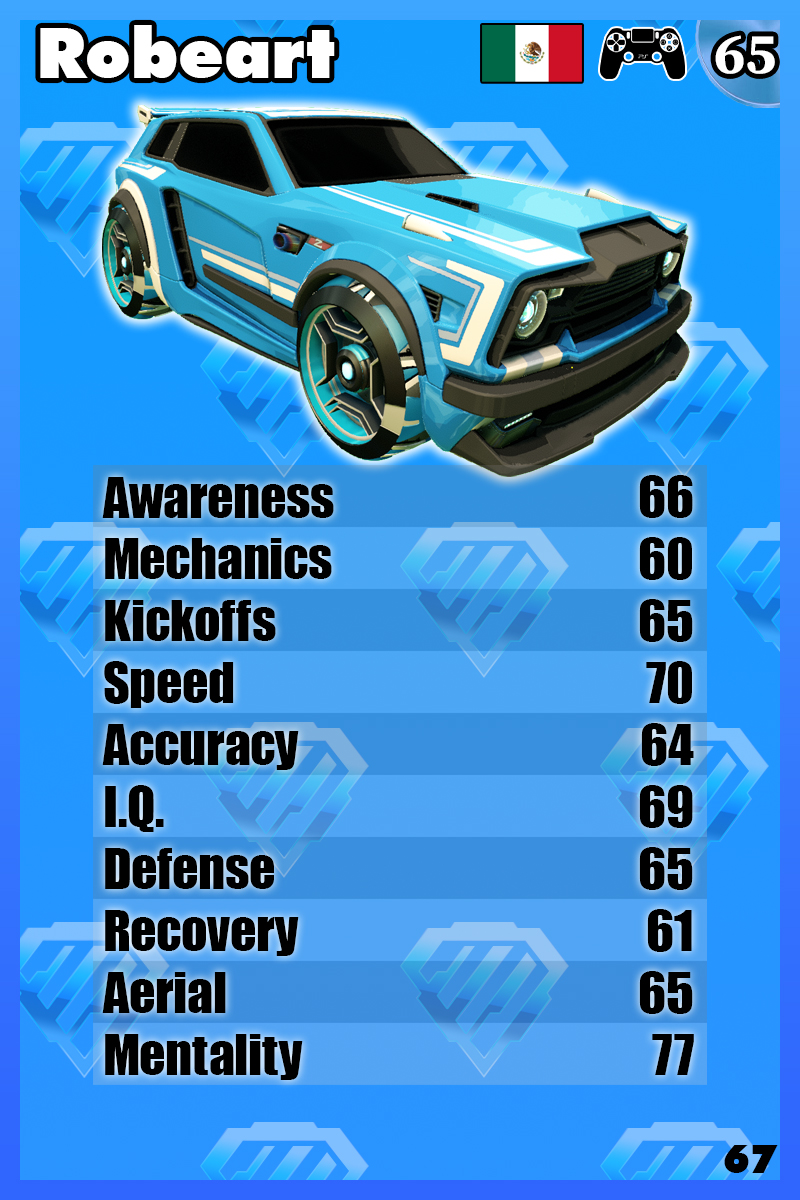 Robeart 65
Awareness 66
Mechanics 60
Kickoffs 65
Speed 70
Accuracy 64
I.Q. 69
Defense 65
Recovery 61
Aerial 65
Mentality 77
67